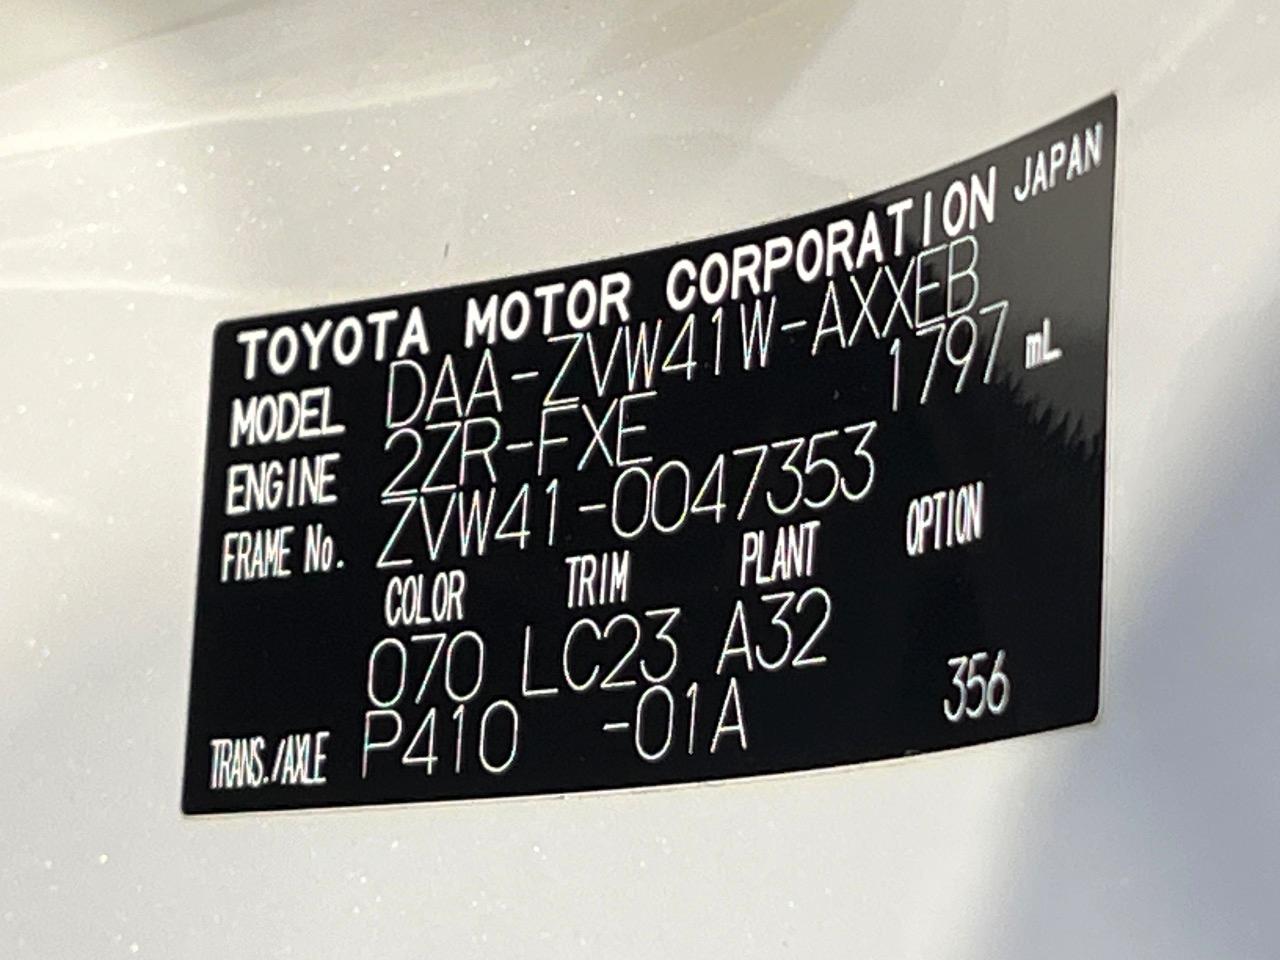 TOYOTA MOTOR CORPORATION JAPAN
MODEL DAA-ZVW41W-AXXEB
ENGINE 2ZR-FXE 1797 mL
FRAME No. ZVW41-0047353
COLOR TRIM PLANT OPTION
070 LC23 A32
TRANS./AXLE P410 -01A 356